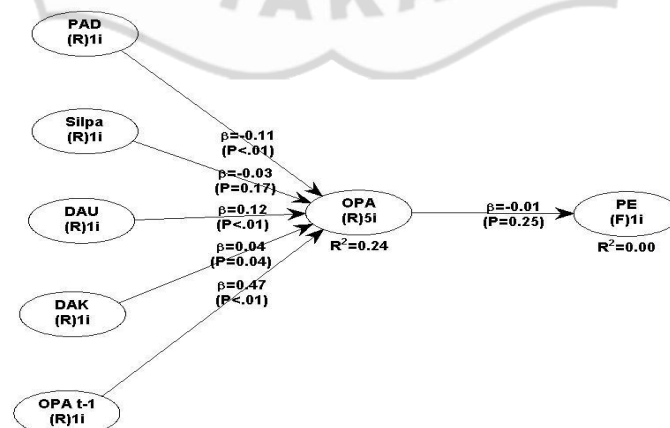 TAKA
PAD
(R)1i
Silpa
(R)1i
β=-0.11
(P<.01)
β=-0.03
(P=0.17)
DAU
(R)1i
β=0.12
(P<.01)
OPA
(R)5i
R²=0.24
β=-0.01
(P=0.25)
PE
(F)1i
R²=0.00
β=0.04
(P=0.04)
DAK
(R)1i
β=0.47
(P<.01)
OPA t-1
(R)1i